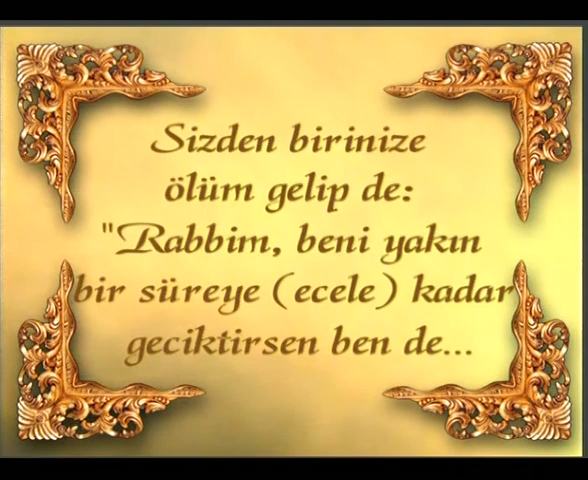 Sizden birinize
ölüm gelip de:
"Rabbim, beni yakın
bir süreye (ecele) kadar
geciktirsen ben de...